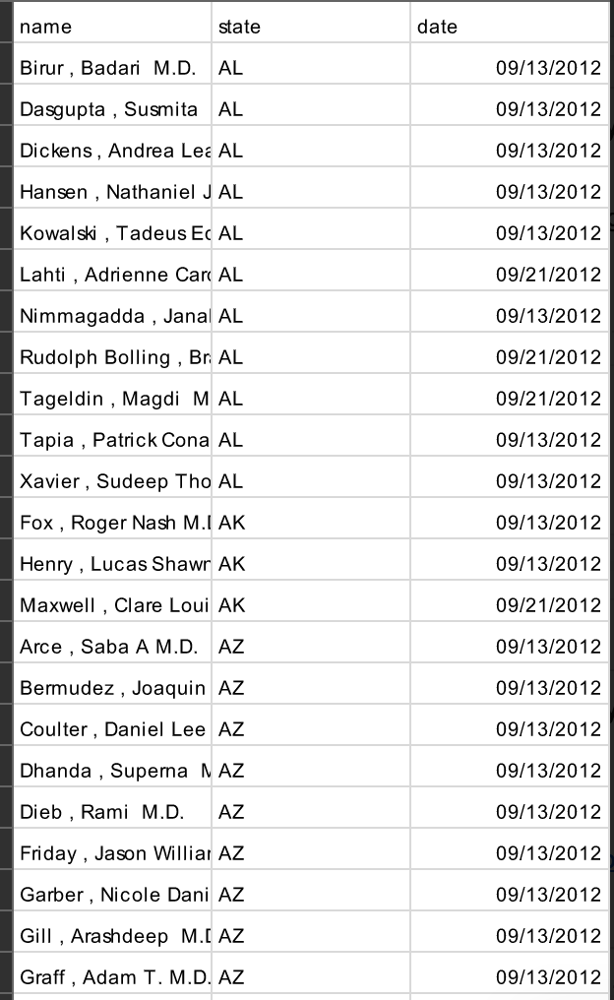 name state date
Birur , Badari M.D. AL 09/13/2012
Dasgupta , Susmita AL 09/13/2012
Dickens , Andrea Lea AL 09/13/2012
Hansen , Nathaniel J AL 09/13/2012
Kowalski , Tadeus Ed AL 09/13/2012
Lahti , Adrienne Caro AL 09/21/2012
Nimmagadda , Janak AL 09/13/2012
Rudolph Bolling , Bra AL 09/21/2012
Tageldin , Magdi M AL 09/21/2012
Tapia , Patrick Cona AL 09/13/2012
Xavier , Sudeep Tho AL 09/13/2012
Fox , Roger Nash M.D AK 09/13/2012
Henry , Lucas Shawn AK 09/13/2012
Maxwell , Clare Loui AK 09/21/2012
Arce , Saba A M.D. AZ 09/13/2012
Bermudez , Joaquin AZ 09/13/2012
Coulter , Daniel Lee AZ 09/13/2012
Dhanda , Superna M AZ 09/13/2012
Dieb , Rami M.D. AZ 09/13/2012
Friday , Jason William AZ 09/13/2012
Garber , Nicole Dani AZ 09/13/2012
Gill , Arashdeep M.D AZ 09/13/2012
Graff , Adam T. M.D. AZ 09/13/2012